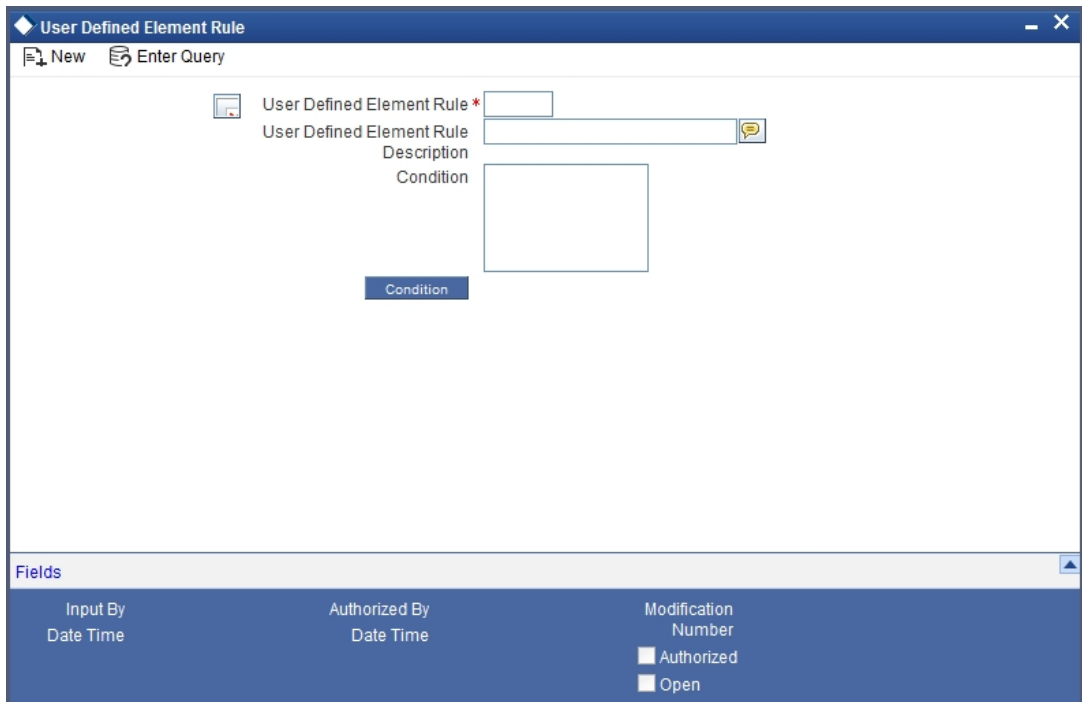 User Defined Element Rule
New Enter Query
User Defined Element Rule *
User Defined Element Rule
Description
Condition
Condition
Fields
Input By Authorized By Modification
Number
Date Time Date Time
Authorized
Open